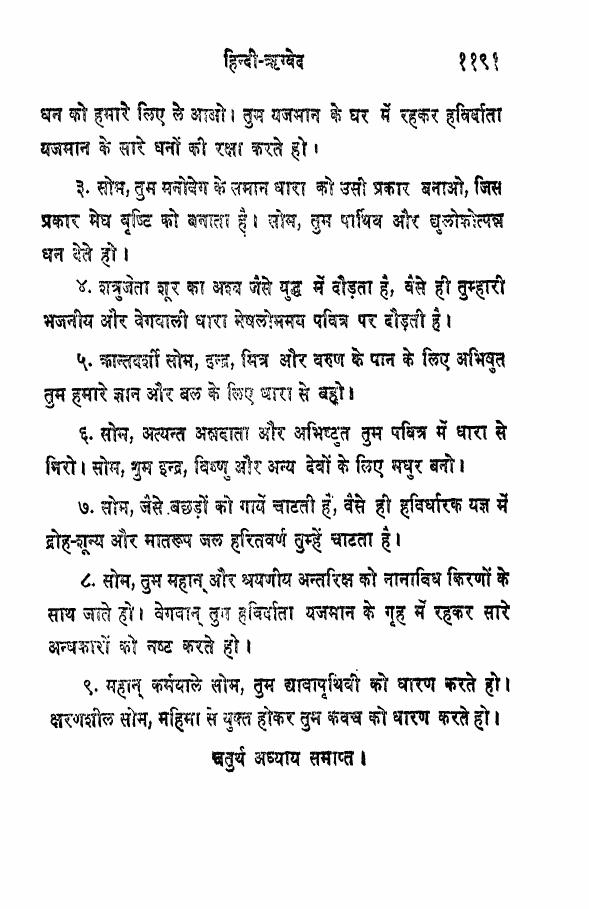 हिन्दी-ऋग्वेद ११९१
धन को हमारे लिए ले आओ। तुम यजमान के घर में रहकर हविर्दाता
यजमान के सारे धनों की रक्षा करते हो।
३. सोम, तुम मनोवेग के समान धारा को उसी प्रकार बनाओ, जिस
प्रकार मेघ वृष्टि को बनाता है। सोम, तुम पार्थिव और द्युलोकोत्पन्न
धन देते हो।
४. शत्रुजेता शूर का अश्व जैसे युद्ध में दौड़ता है, वैसे ही तुम्हारी
भजनीय और वेगवाली धारा मेषलोममय पवित्र पर दौड़ती है।
५. क्रान्तदर्शी सोम, इन्द्र, मित्र और वरुण के पान के लिए अभिषुत
तुम हमारे ज्ञान और बल के लिए धारा से बहो।
६. सोम, अत्यन्त अन्नदाता और अभिष्टुत तुम पवित्र में धारा से
गिरो। सोम, तुम इन्द्र, विष्णु और अन्य देवों के लिए मधुर बनो।
७. सोम, जैसे बछड़ों को गायें चाटती हैं, वैसे ही हविर्धारक यज्ञ में
द्रोह-शून्य और मातरूप जल हरितवर्ण तुम्हें चाटता है।
८. सोम, तुम महान् और श्रयणीय अन्तरिक्ष को नानाविध किरणों के
साथ जाते हो। वेगवान् तुम हविर्दाता यजमान के गृह में रहकर सारे
अन्धकारों को नष्ट करते हो।
९. महान् कर्मवाले सोम, तुम द्यावापृथिवी को धारण करते हो।
क्षरणशील सोम, महिमा से युक्त होकर तुम कवच को धारण करते हो।
चतुर्थ अध्याय समाप्त।